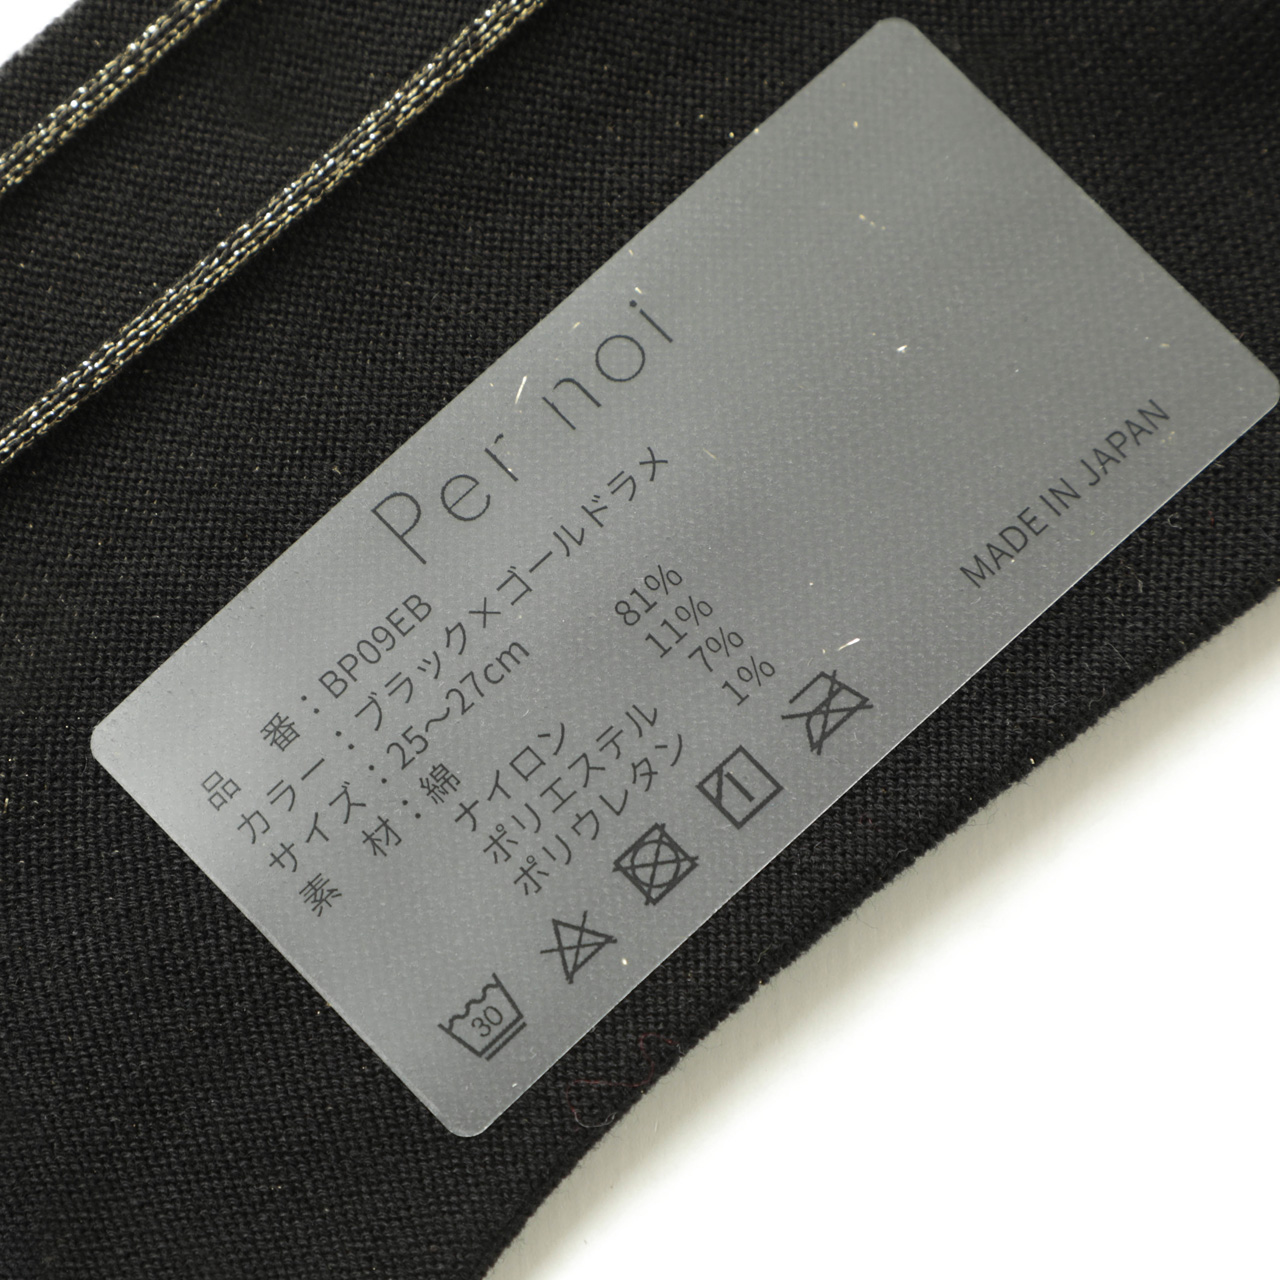 Per noi
品　番：BP09EB
カラー：ブラック×ゴールドラメ
サイズ：25～27cm
素　材：綿 81%
ナイロン 11%
ポリエステル 7%
ポリウレタン 1%
30
MADE IN JAPAN